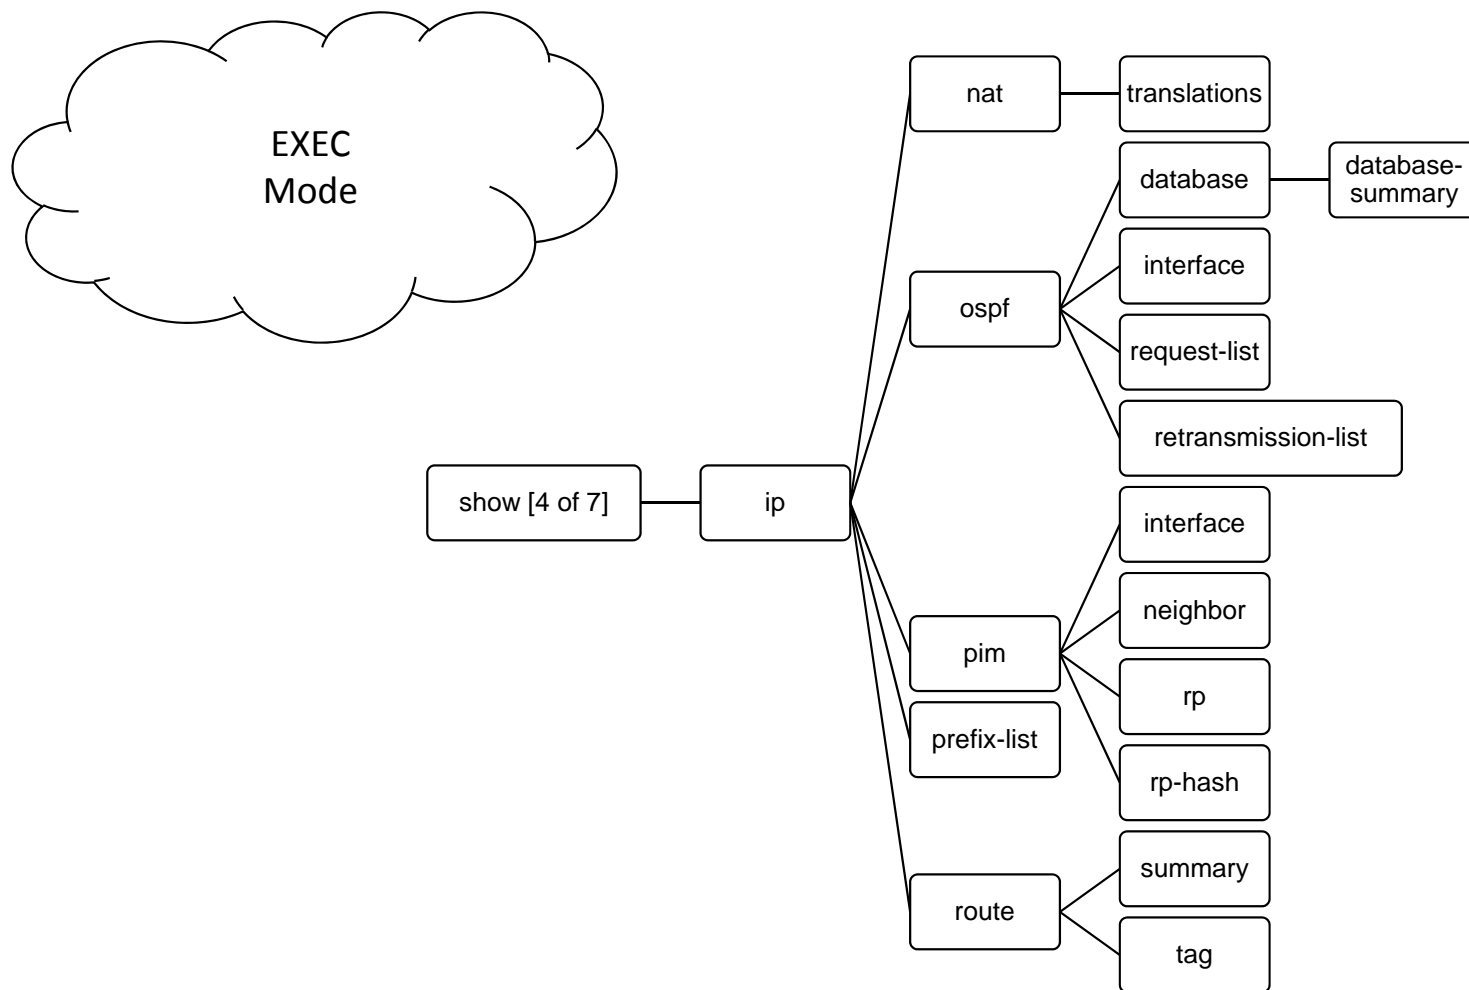 EXEC
Mode
nat
translations
database
database-
summary
interface
ospf
request-list
retransmission-list
show [4 of 7]
ip
interface
neighbor
pim
rp
prefix-list
rp-hash
summary
route
tag